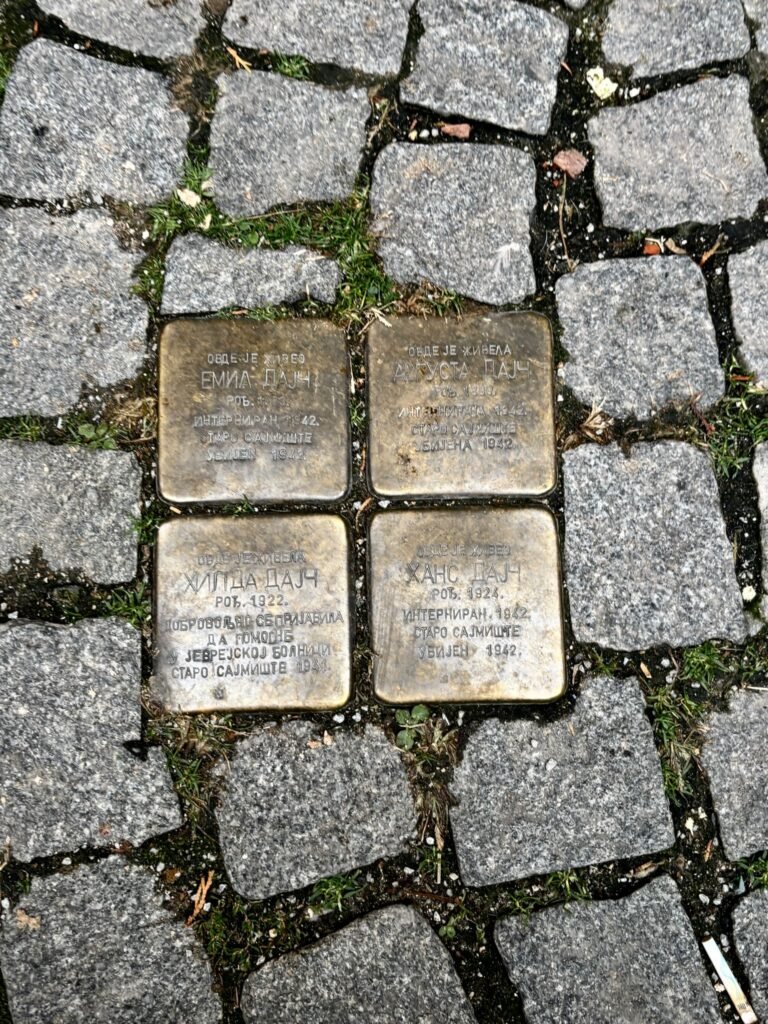 ОВДЕ ЈЕ ЖИВЕО
ЕМИЛ ДАЈЧ
РОЂ.
ИНТЕРНИРАН 1942.
СТАРО САЈМИШТЕ
УБИЈЕН 1942.
ОВДЕ ЈЕ ЖИВЕЛА
АУГУСТА ДАЈЧ
РОЂ.
ИНТЕРНИРАНА 1942.
СТАРО САЈМИШТЕ
УБИЈЕНА 1942.
ОВДЕ ЈЕ ЖИВЕЛА
ХИЛДА ДАЈЧ
РОЂ. 1922.
ДОБРОВОЉНО СЕ ПРИЈАВИЛА
ДА ПОМОГНЕ
У ЈЕВРЕЈСКОЈ БОЛНИЦИ
СТАРО САЈМИШТЕ 1941.
ОВДЕ ЈЕ ЖИВЕО
ХАНС ДАЈЧ
РОЂ. 1924.
ИНТЕРНИРАН 1942.
СТАРО САЈМИШТЕ
УБИЈЕН 1942.